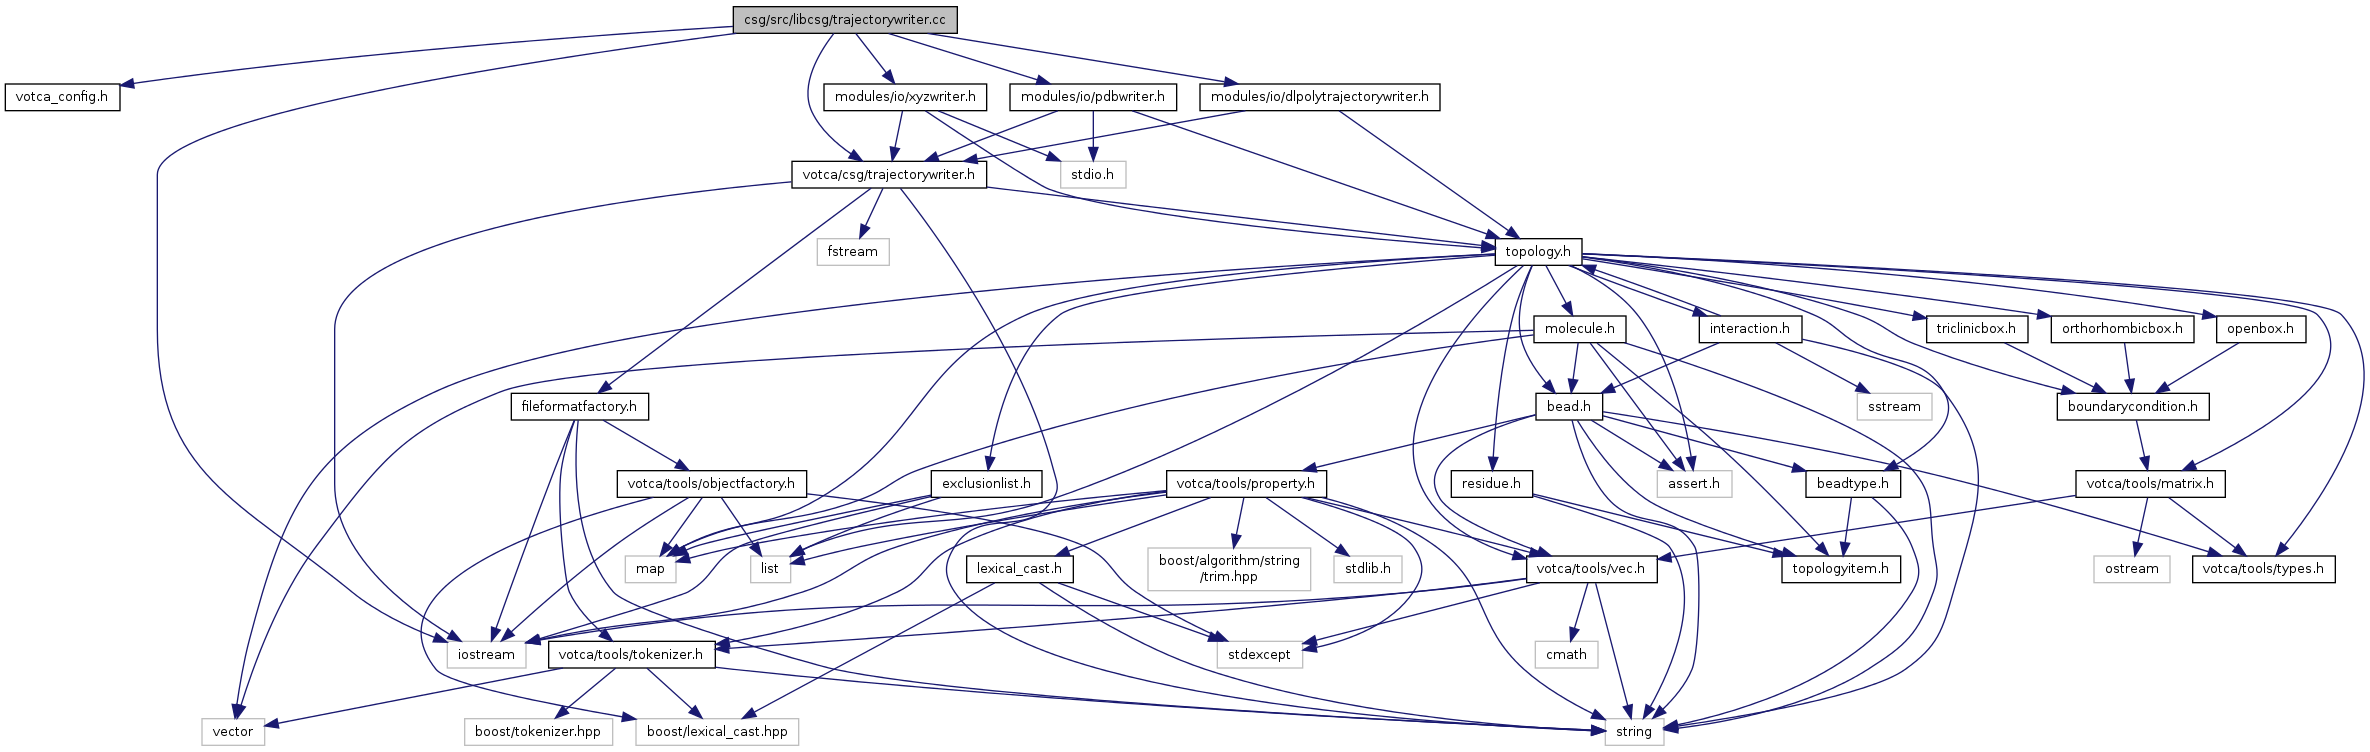 csg/src/libcsg/trajectorywriter.cc
votca_config.h
modules/io/xyzwriter.h
modules/io/pdbwriter.h
modules/io/dlpolytrajectorywriter.h
votca/csg/trajectorywriter.h
stdio.h
fstream
topology.h
molecule.h
interaction.h
triclinicbox.h
orthorhombicbox.h
openbox.h
fileformatfactory.h
bead.h
sstream
boundarycondition.h
votca/tools/objectfactory.h
exclusionlist.h
votca/tools/property.h
residue.h
assert.h
beadtype.h
votca/tools/matrix.h
map
list
lexical_cast.h
boost/algorithm/string
/trim.hpp
stdlib.h
votca/tools/vec.h
topologyitem.h
ostream
votca/tools/types.h
iostream
votca/tools/tokenizer.h
stdexcept
cmath
vector
boost/tokenizer.hpp
boost/lexical_cast.hpp
string